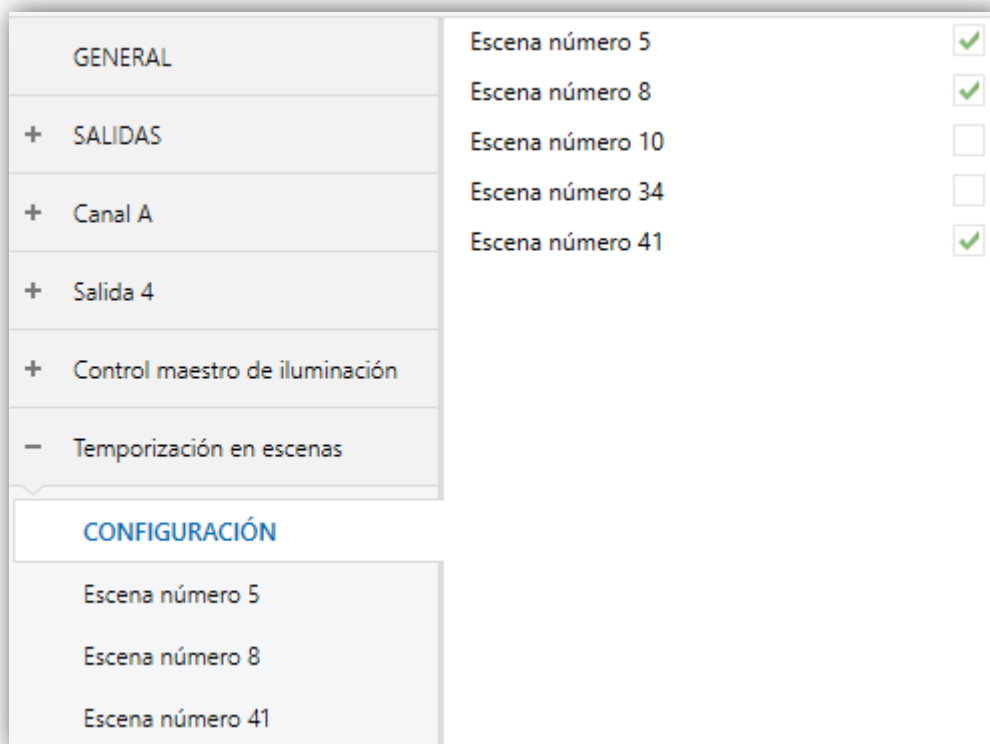 GENERAL
+ SALIDAS
+ Canal A
+ Salida 4
+ Control maestro de iluminación
− Temporización en escenas
CONFIGURACIÓN
Escena número 5
Escena número 8
Escena número 41
Escena número 5
Escena número 8
Escena número 10
Escena número 34
Escena número 41